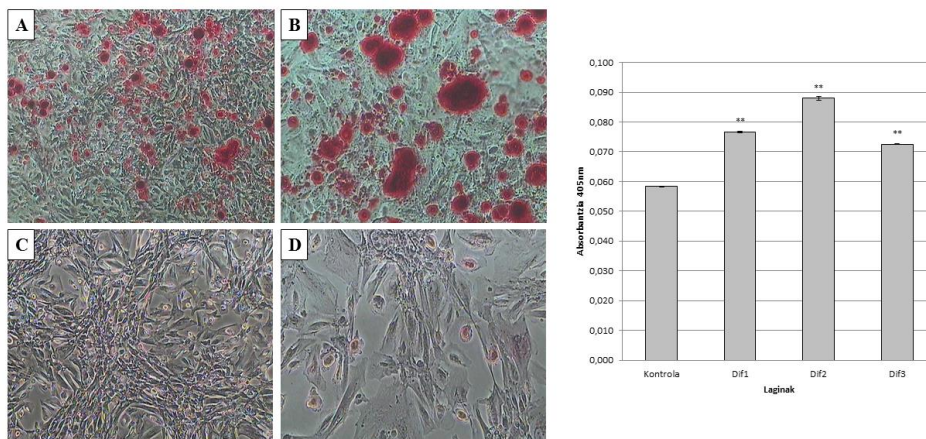 A
B
C
D
Absorbantzia 405nm
0,100
0,090
0,080
0,070
0,060
0,050
0,040
0,030
0,020
0,010
0,000
**
**
**
Kontrola
Dif1
Dif2
Dif3
Laginak